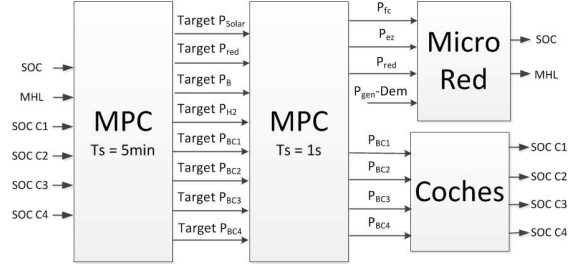 SOC
MHL
SOC C1
SOC C2
SOC C3
SOC C4
MPC
Ts = 5min
Target P_Solar
Target P_red
Target P_B
Target P_H2
Target P_BC1
Target P_BC2
Target P_BC3
Target P_BC4
MPC
Ts = 1s
P_fc
P_ez
P_red
P_gen-Dem
P_BC1
P_BC2
P_BC3
P_BC4
Micro
Red
SOC
MHL
Coches
SOC C1
SOC C2
SOC C3
SOC C4